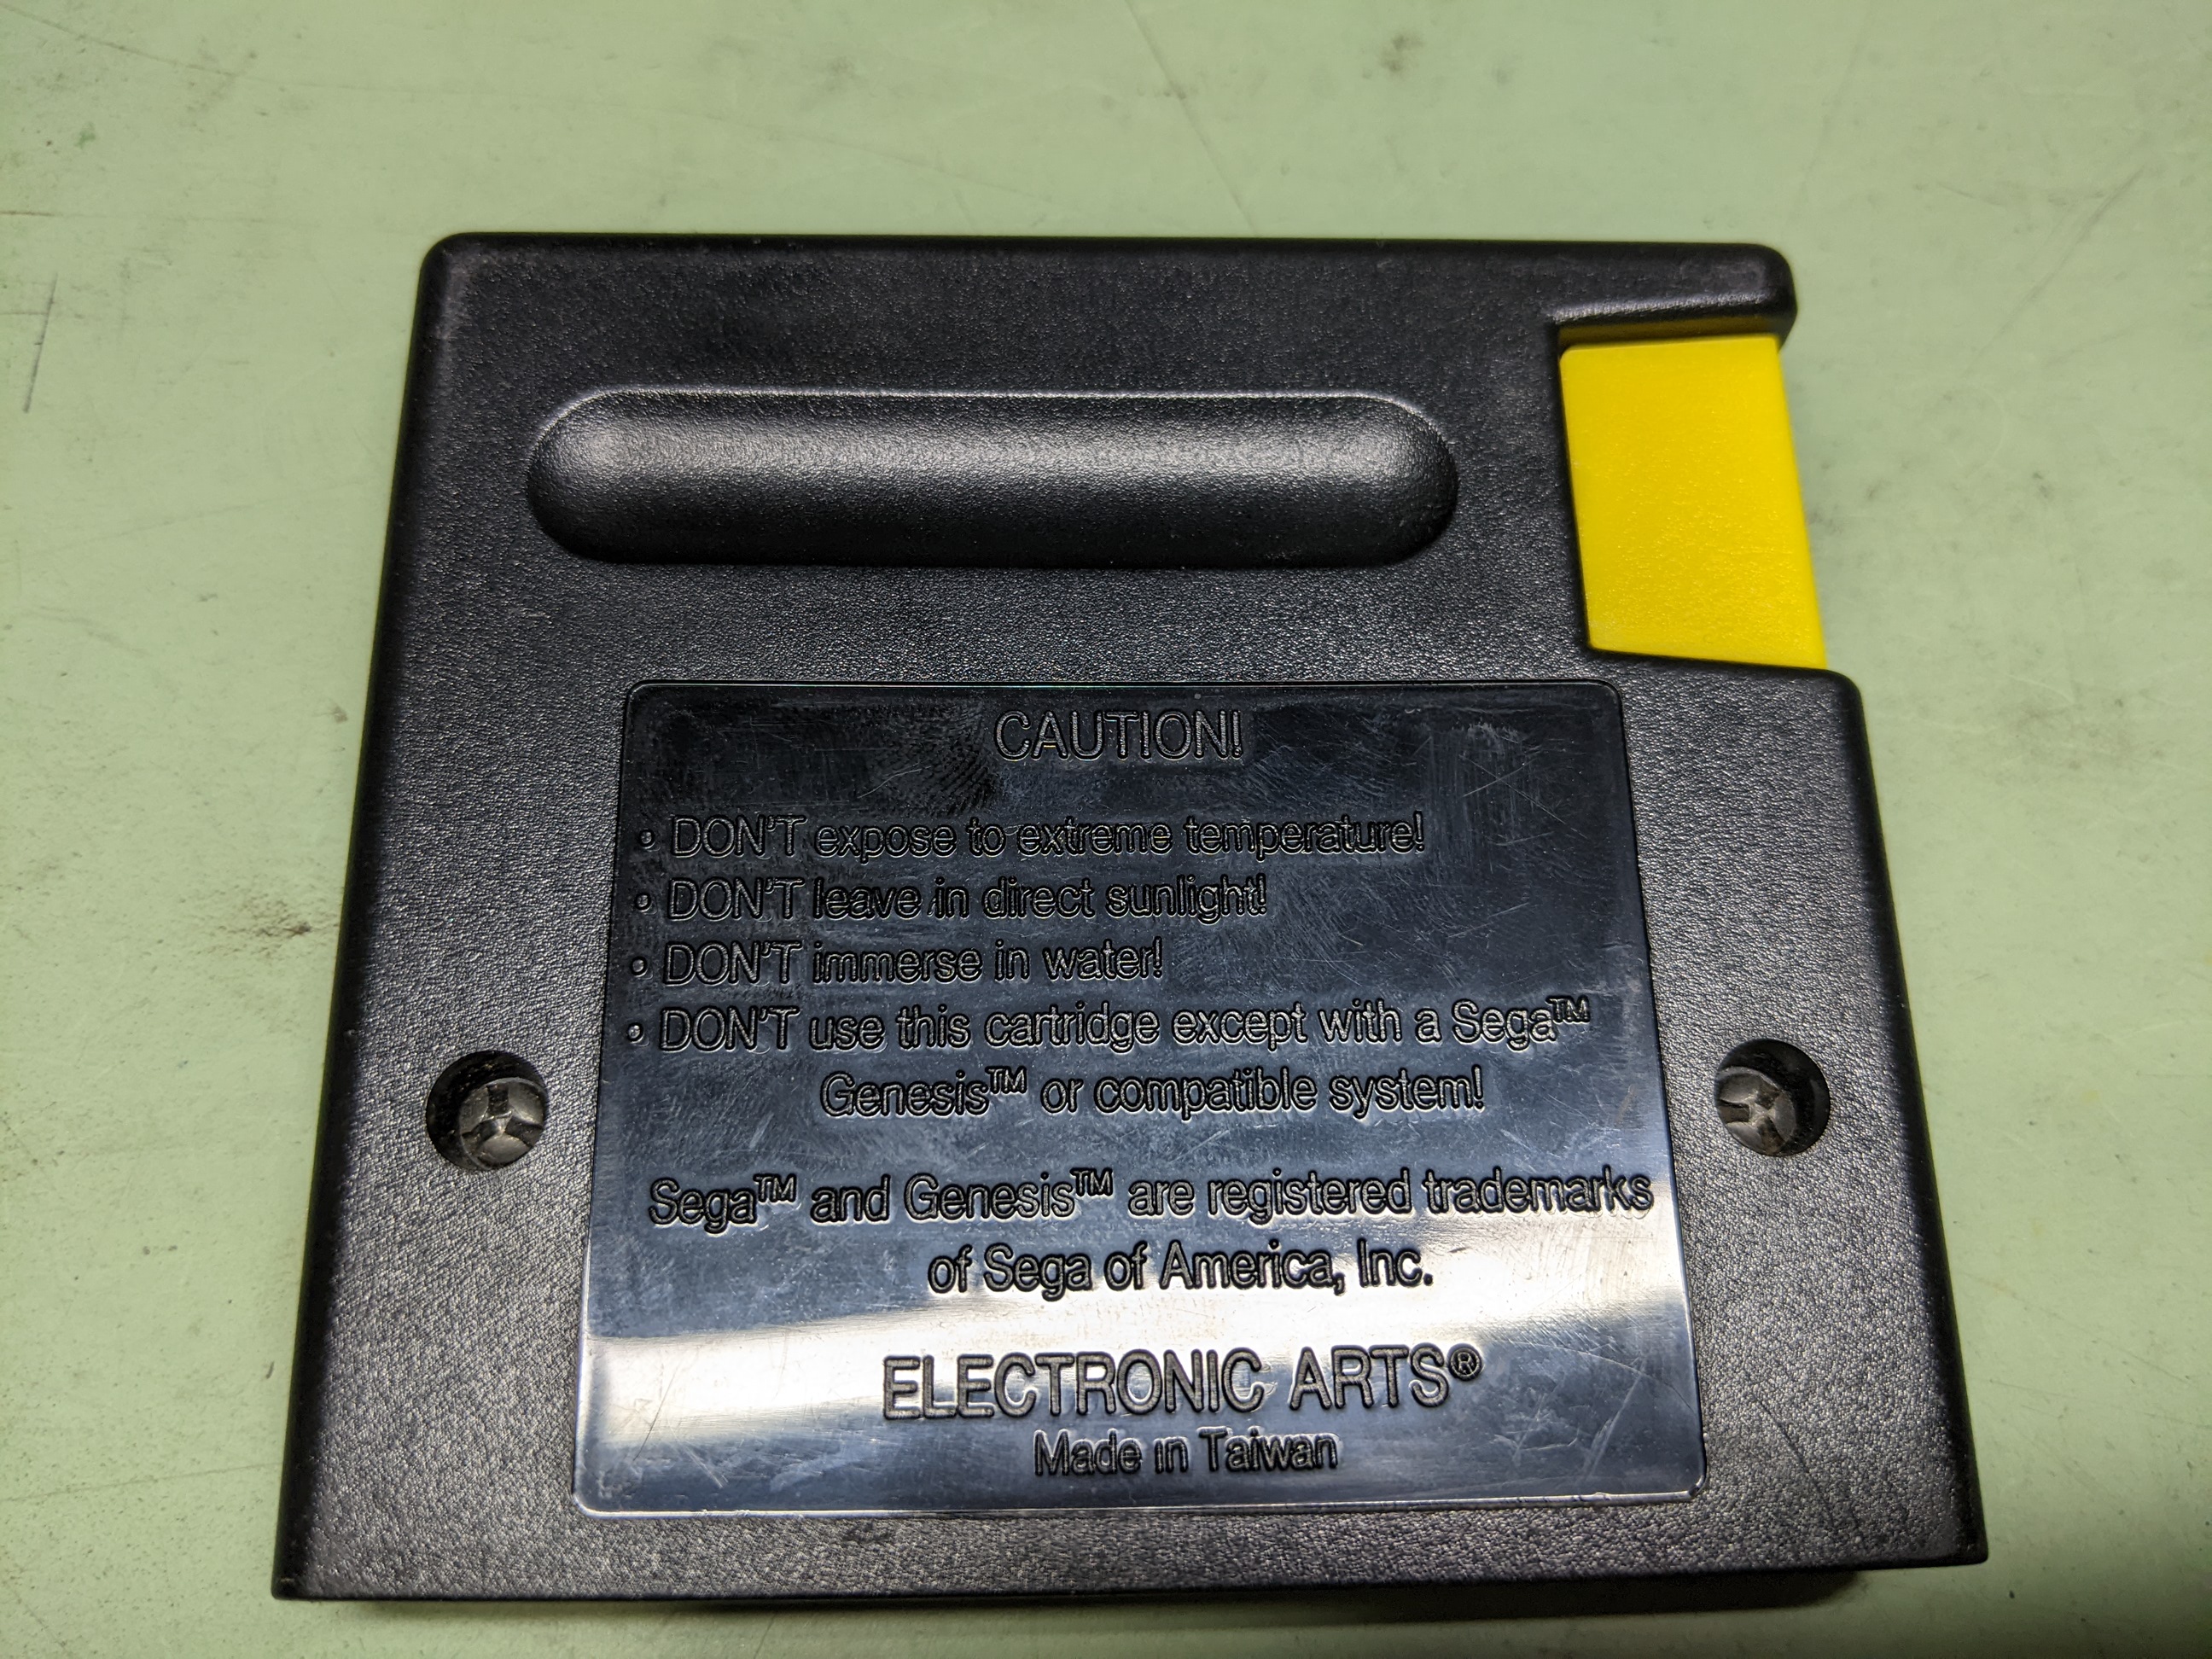 CAUTION!
• DON'T expose to extreme temperature!
• DON'T leave in direct sunlight!
• DON'T immerse in water!
• DON'T use this cartridge except with a Sega™
Genesis™ or compatible system!
Sega™ and Genesis™ are registered trademarks
of Sega of America, Inc.
ELECTRONIC ARTS®
Made in Taiwan